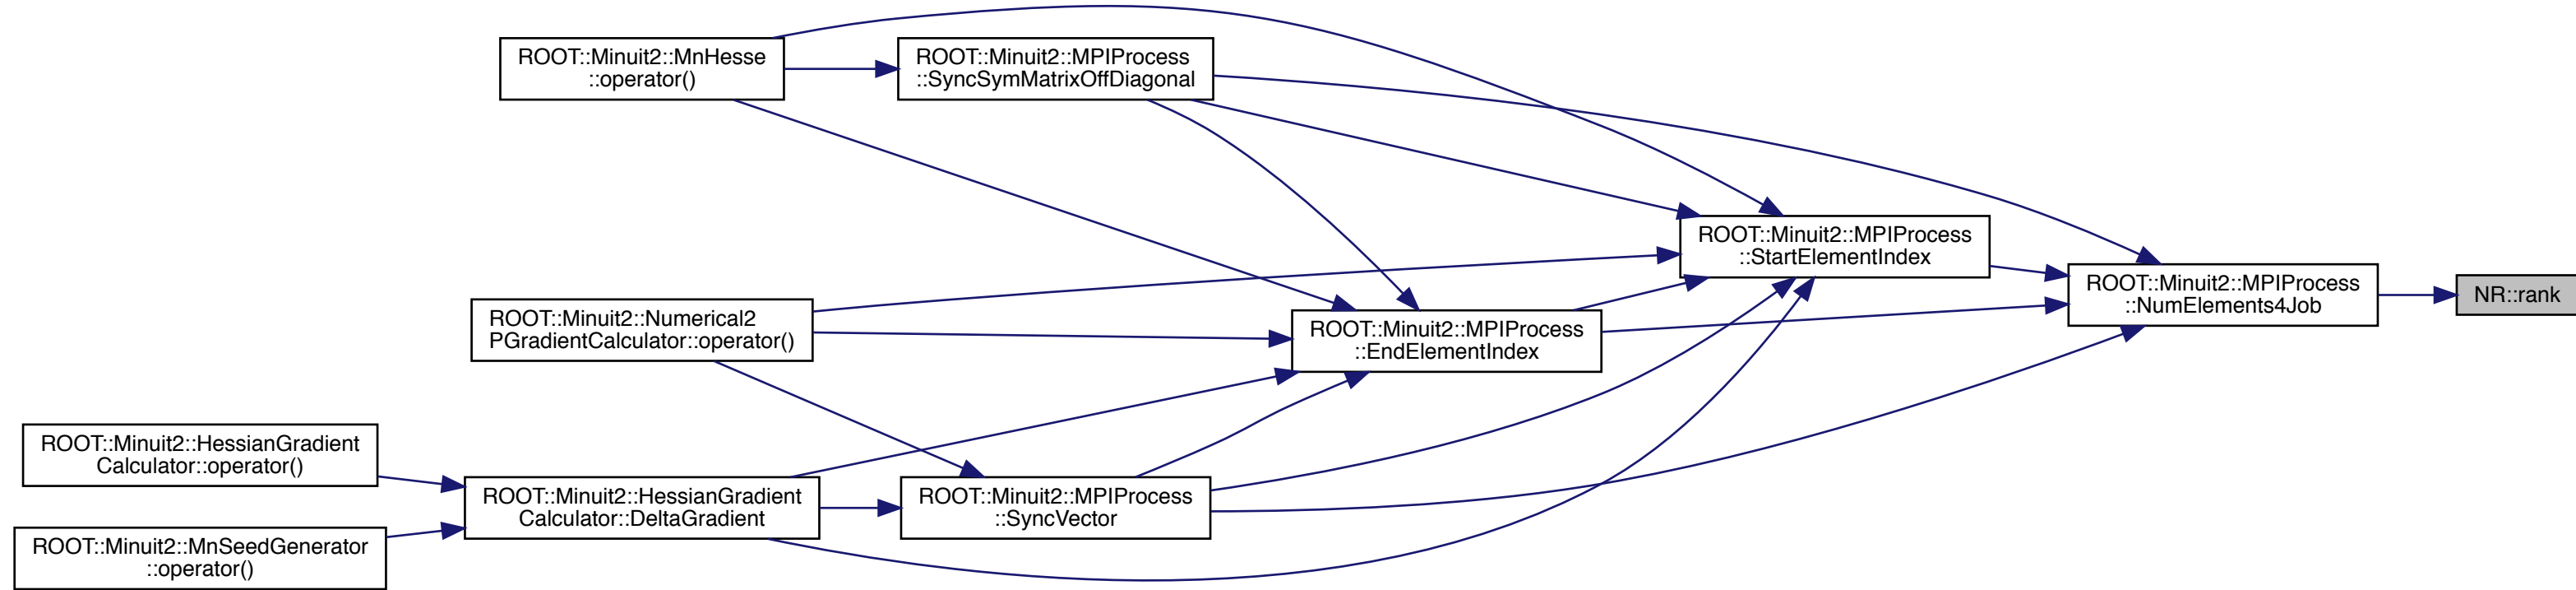 ROOT::Minuit2::MnHesse
::operator()
ROOT::Minuit2::MPIProcess
::SyncSymMatrixOffDiagonal
ROOT::Minuit2::MPIProcess
::StartElementIndex
ROOT::Minuit2::MPIProcess
::NumElements4Job
NR::rank
ROOT::Minuit2::Numerical2
PGradientCalculator::operator()
ROOT::Minuit2::MPIProcess
::EndElementIndex
ROOT::Minuit2::HessianGradient
Calculator::operator()
ROOT::Minuit2::HessianGradient
Calculator::DeltaGradient
ROOT::Minuit2::MPIProcess
::SyncVector
ROOT::Minuit2::MnSeedGenerator
::operator()